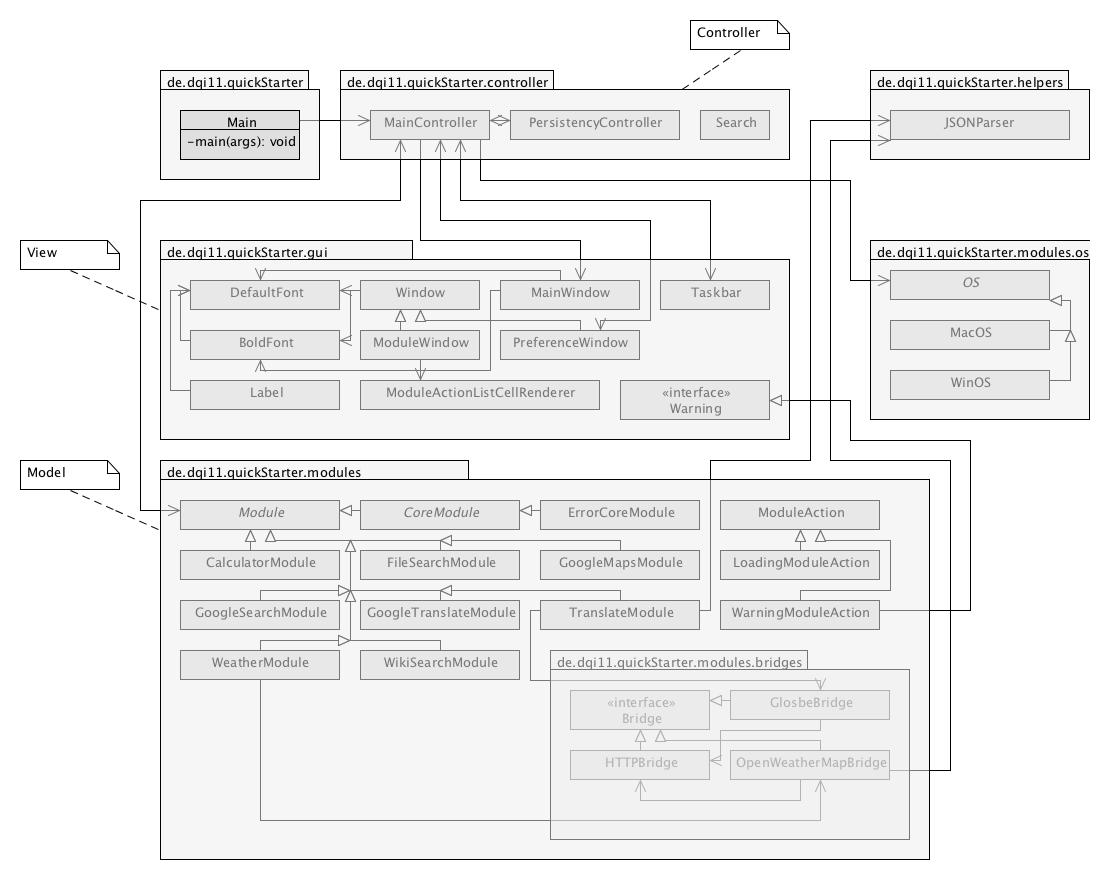 Controller
de.dqi11.quickStarter
de.dqi11.quickStarter.controller
de.dqi11.quickStarter.helpers
Main
-main(args): void
MainController
PersistencyController
Search
JSONParser
View
de.dqi11.quickStarter.gui
de.dqi11.quickStarter.modules.os
DefaultFont
Window
MainWindow
Taskbar
OS
BoldFont
ModuleWindow
PreferenceWindow
MacOS
Label
ModuleActionListCellRenderer
«interface»
Warning
WinOS
Model
de.dqi11.quickStarter.modules
Module
CoreModule
ErrorCoreModule
ModuleAction
CalculatorModule
FileSearchModule
GoogleMapsModule
LoadingModuleAction
GoogleSearchModule
GoogleTranslateModule
TranslateModule
WarningModuleAction
WeatherModule
WikiSearchModule
de.dqi11.quickStarter.modules.bridges
«interface»
Bridge
GlosbeBridge
HTTPBridge
OpenWeatherMapBridge